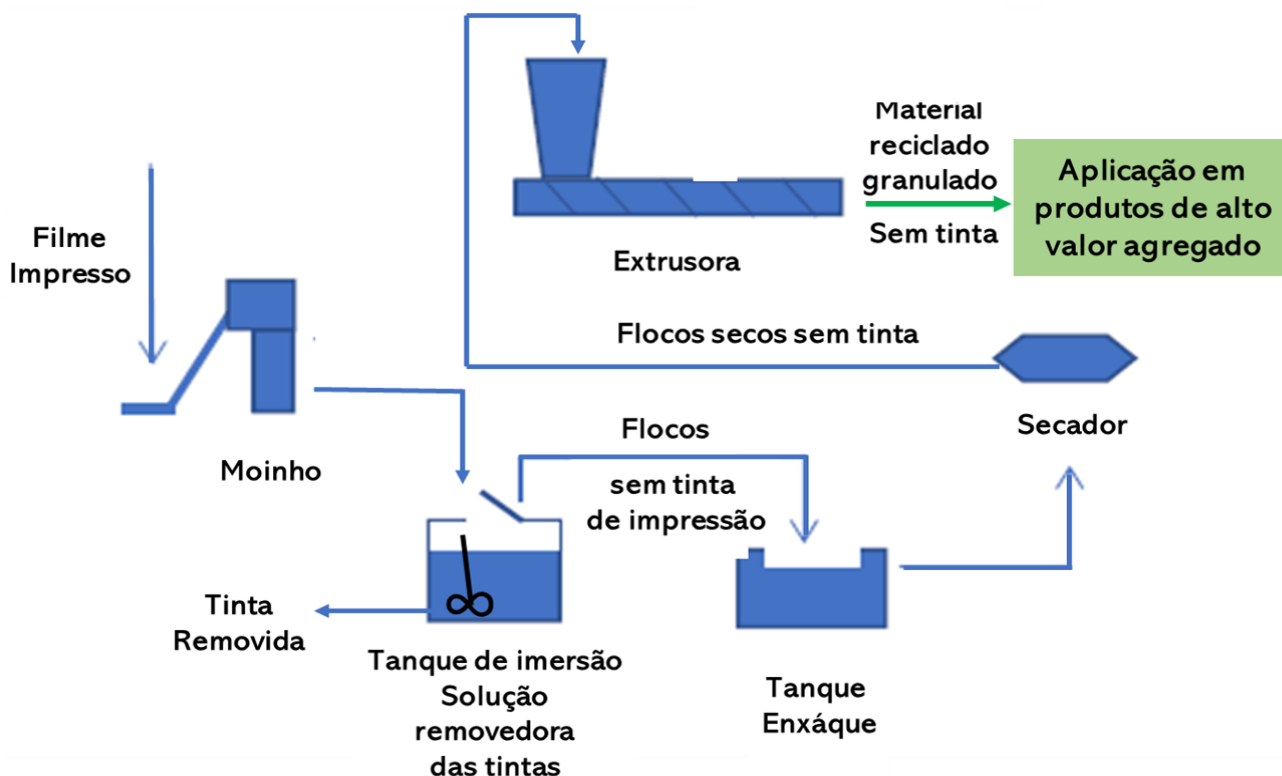 Filme
Impresso
Moinho
Tinta
Removida
Tanque de imersão
Solução
removedora
das tintas
Flocos
sem tinta
de impressão
Tanque
Enxáque
Secador
Flocos secos sem tinta
Extrusora
Material
reciclado
granulado
Sem tinta
Aplicação em
produtos de alto
valor agregado